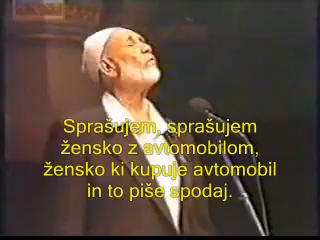 Sprašujem, sprašujem
žensko z avtomobilom,
žensko ki kupuje avtomobil
in to piše spodaj.